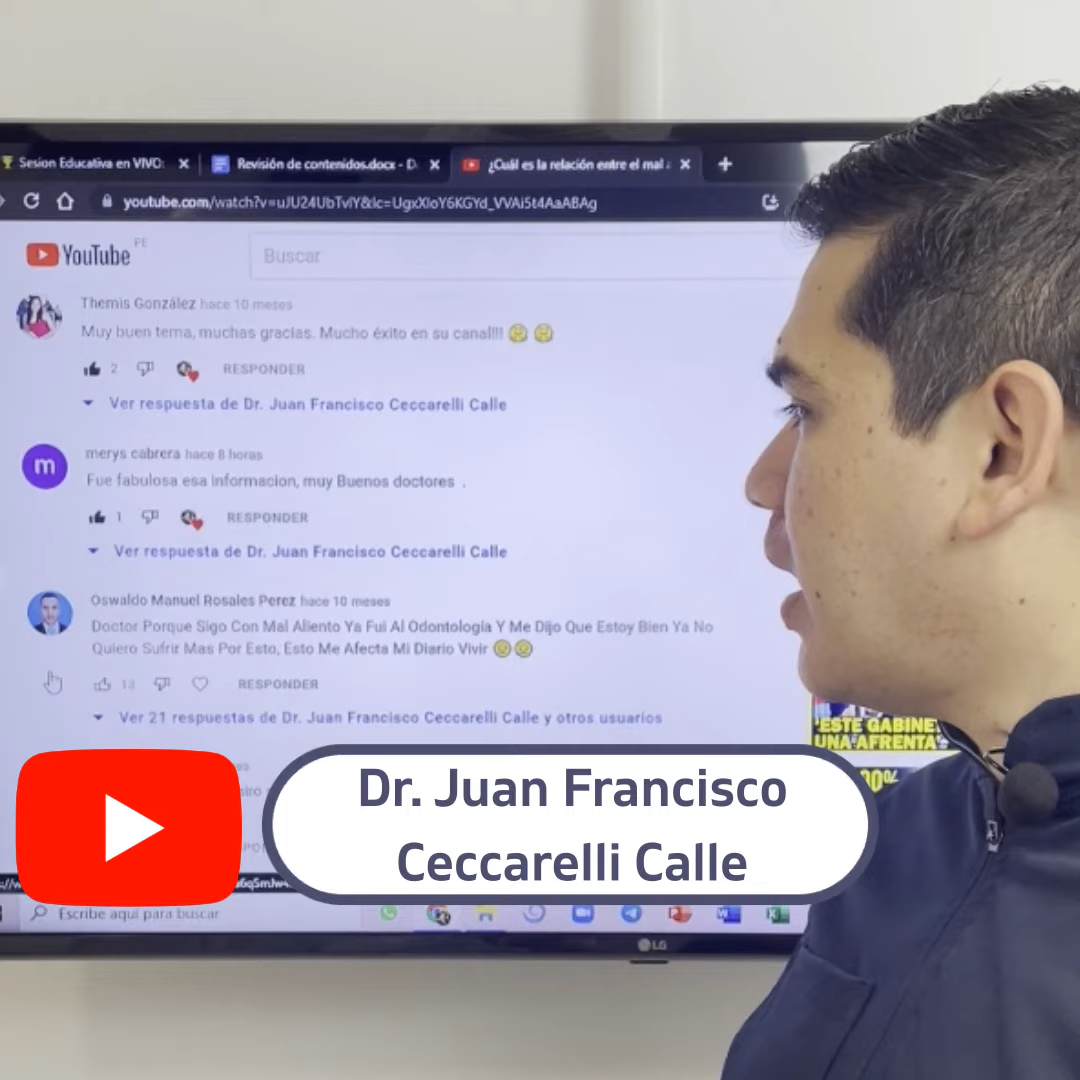 Sesion Educativa en VIVO:
Revisión de contenidos.docx - D
¿Cuál es la relación entre el mal a
youtube.com/watch?v=uJU24UbTvlY&lc=UgxXloY6KGYd_VVAi5t4AaABAg
YouTube PE
Buscar
Themis González hace 10 meses
Muy buen tema, muchas gracias. Mucho éxito en su canal!!!
2 RESPONDER
Ver respuesta de Dr. Juan Francisco Ceccarelli Calle
m
merys cabrera hace 8 horas
Fue fabulosa esa informacion, muy Buenos doctores .
1 RESPONDER
Ver respuesta de Dr. Juan Francisco Ceccarelli Calle
Oswaldo Manuel Rosales Perez hace 10 meses
Doctor Porque Sigo Con Mal Aliento Ya Fui Al Odontologia Y Me Dijo Que Estoy Bien Ya No
Quiero Sufrir Mas Por Esto, Esto Me Afecta Mi Diario Vivir
13 RESPONDER
Ver 21 respuestas de Dr. Juan Francisco Ceccarelli Calle y otros usuarios
"ESTE GABINE
UNA AFRENTA"
Dr. Juan Francisco
Ceccarelli Calle
Escribe aquí para buscar
LG